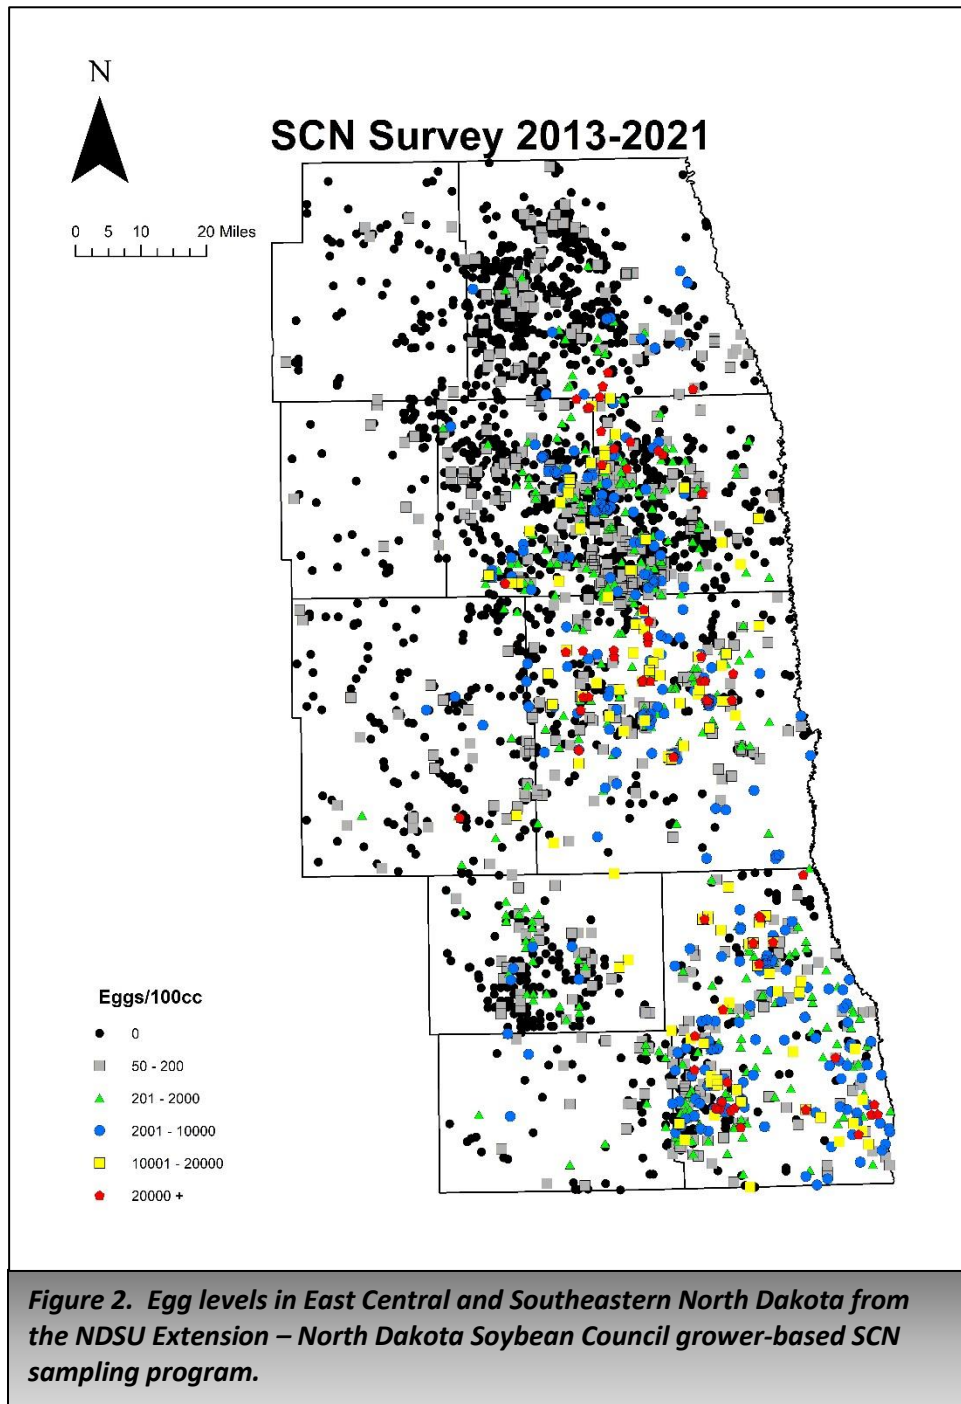 N
SCN Survey 2013-2021
0 5 10 20 Miles
Eggs/100cc
0
50 - 200
201 - 2000
2001 - 10000
10001 - 20000
20000 +
Figure 2. Egg levels in East Central and Southeastern North Dakota from
the NDSU Extension – North Dakota Soybean Council grower-based SCN
sampling program.